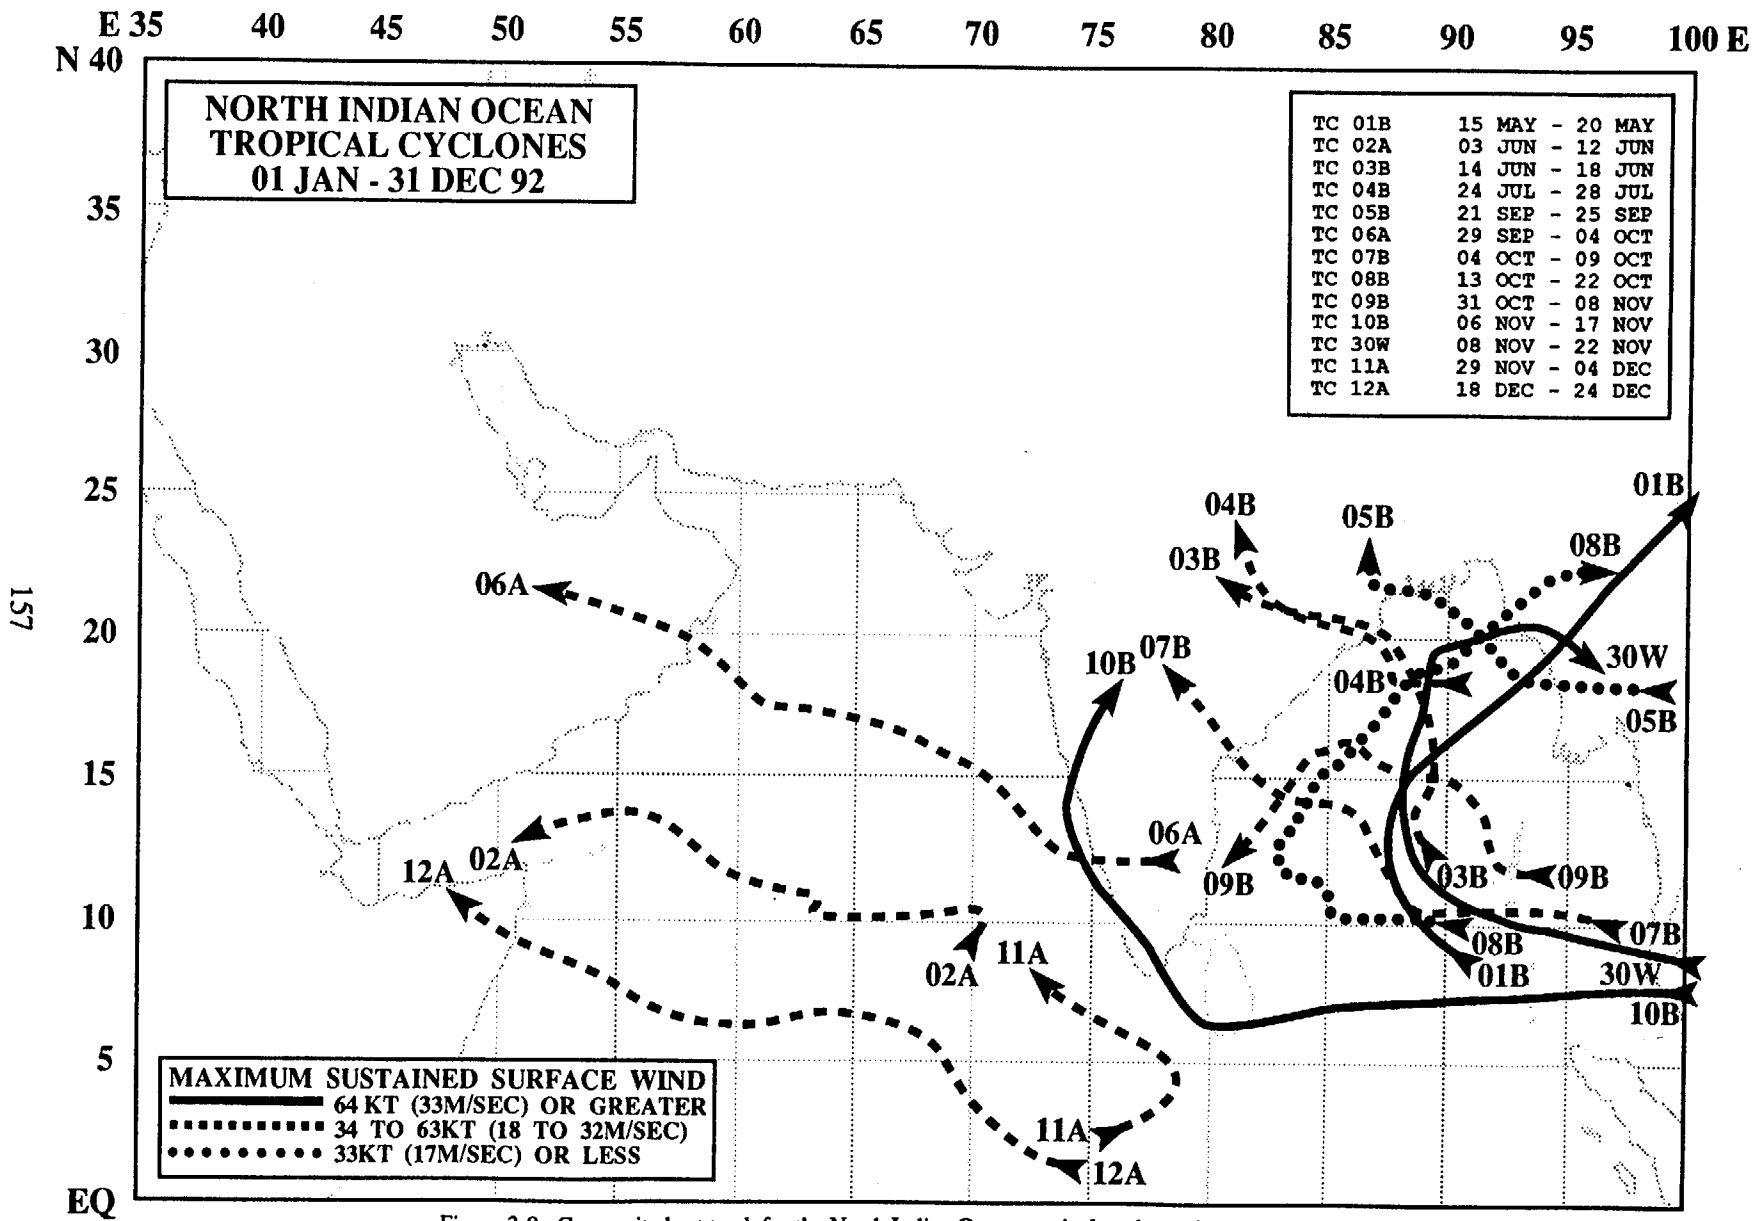 E 35 40 45 50 55 60 65 70 75 80 85 90 95 100 E
N 40
NORTH INDIAN OCEAN
TROPICAL CYCLONES
01 JAN - 31 DEC 92
TC 01B 15 MAY - 20 MAY
TC 02A 03 JUN - 12 JUN
TC 03B 14 JUN - 18 JUN
TC 04B 24 JUL - 28 JUL
TC 05B 21 SEP - 25 SEP
TC 06A 29 SEP - 04 OCT
TC 07B 04 OCT - 09 OCT
TC 08B 13 OCT - 22 OCT
TC 09B 31 OCT - 08 NOV
TC 10B 06 NOV - 17 NOV
TC 30W 08 NOV - 22 NOV
TC 11A 29 NOV - 04 DEC
TC 12A 18 DEC - 24 DEC
35
30
25
20
15
10
5
EQ
157
01B
04B
05B
08B
03B
06A
07B
10B
30W
04B
05B
06A
02A
12A
09B
03B
09B
07B
08B
11A
02A
01B
30W
10B
11A
12A
MAXIMUM SUSTAINED SURFACE WIND
64 KT (33M/SEC) OR GREATER
34 TO 63KT (18 TO 32M/SEC)
33KT (17M/SEC) OR LESS